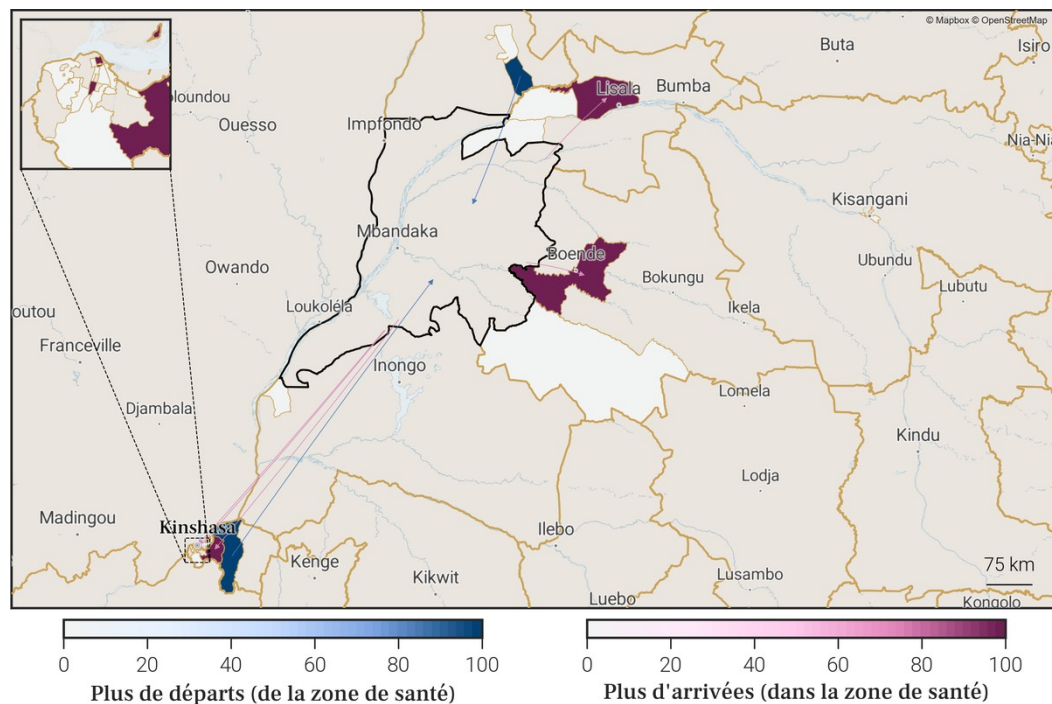 © Mapbox © OpenStreetMap
Buta
Isiro
Lisala
Bumba
oloundou
Ouesso
Impfondo
Nia-Nia
Kisangani
Mbandaka
Boende
Owando
Ubundu
Bokungu
Lubutu
Loukoléla
Ikela
outou
Franceville
Inongo
Lomela
Djambala
Kindu
Lodja
Madingou
Kinshasa
Ilebo
Kenge
75 km
Kikwit
Lusambo
Luebo
Kongolo
0 20 40 60 80 100
Plus de départs (de la zone de santé)
0 20 40 60 80 100
Plus d'arrivées (dans la zone de santé)